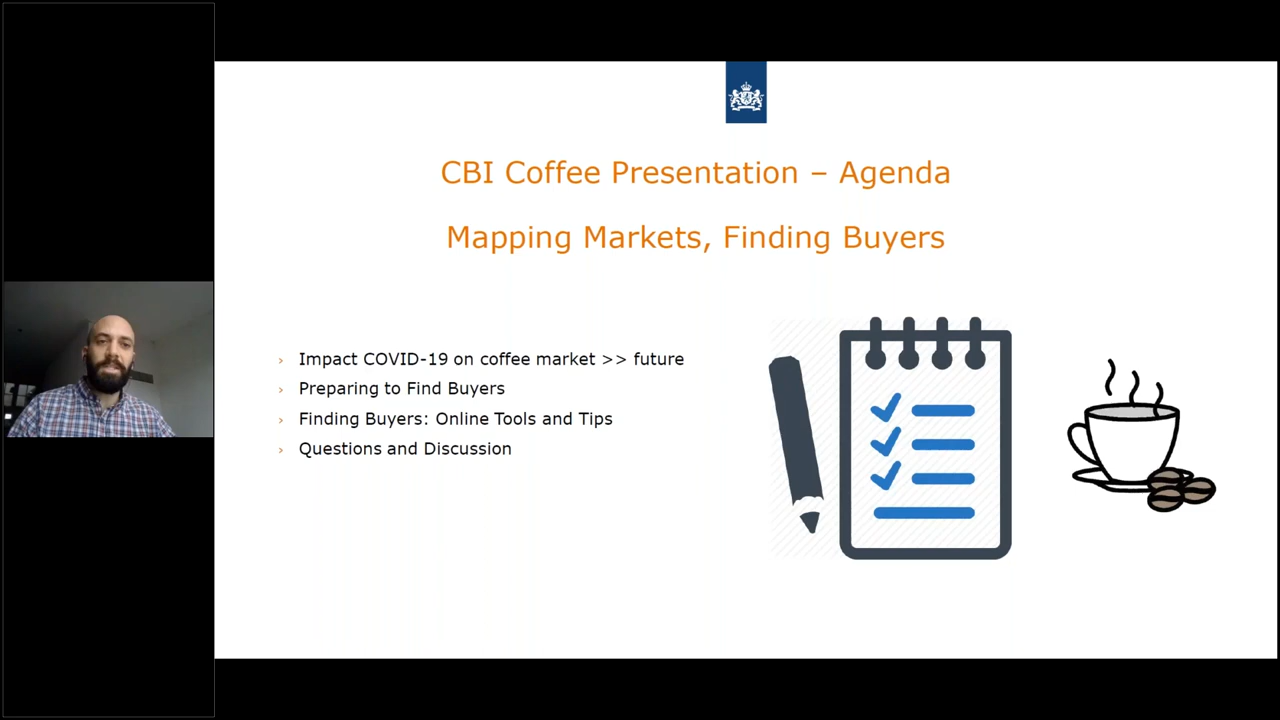 CBI Coffee Presentation – Agenda
Mapping Markets, Finding Buyers
› Impact COVID-19 on coffee market >> future
› Preparing to Find Buyers
› Finding Buyers: Online Tools and Tips
› Questions and Discussion